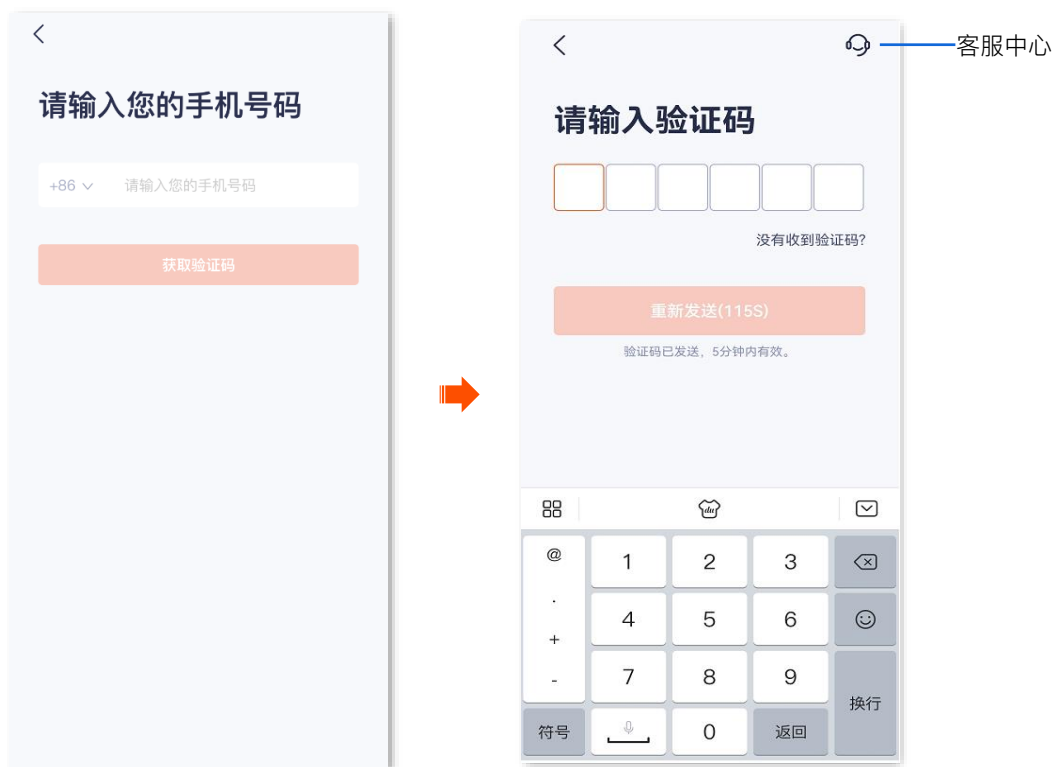 请输入您的手机号码
+86 请输入您的手机号码
获取验证码
客服中心
请输入验证码
没有收到验证码?
重新发送(115S)
验证码已发送，5分钟内有效。
du
@ 1 2 3
.
4 5 6
+
- 7 8 9
换行
符号 0 返回